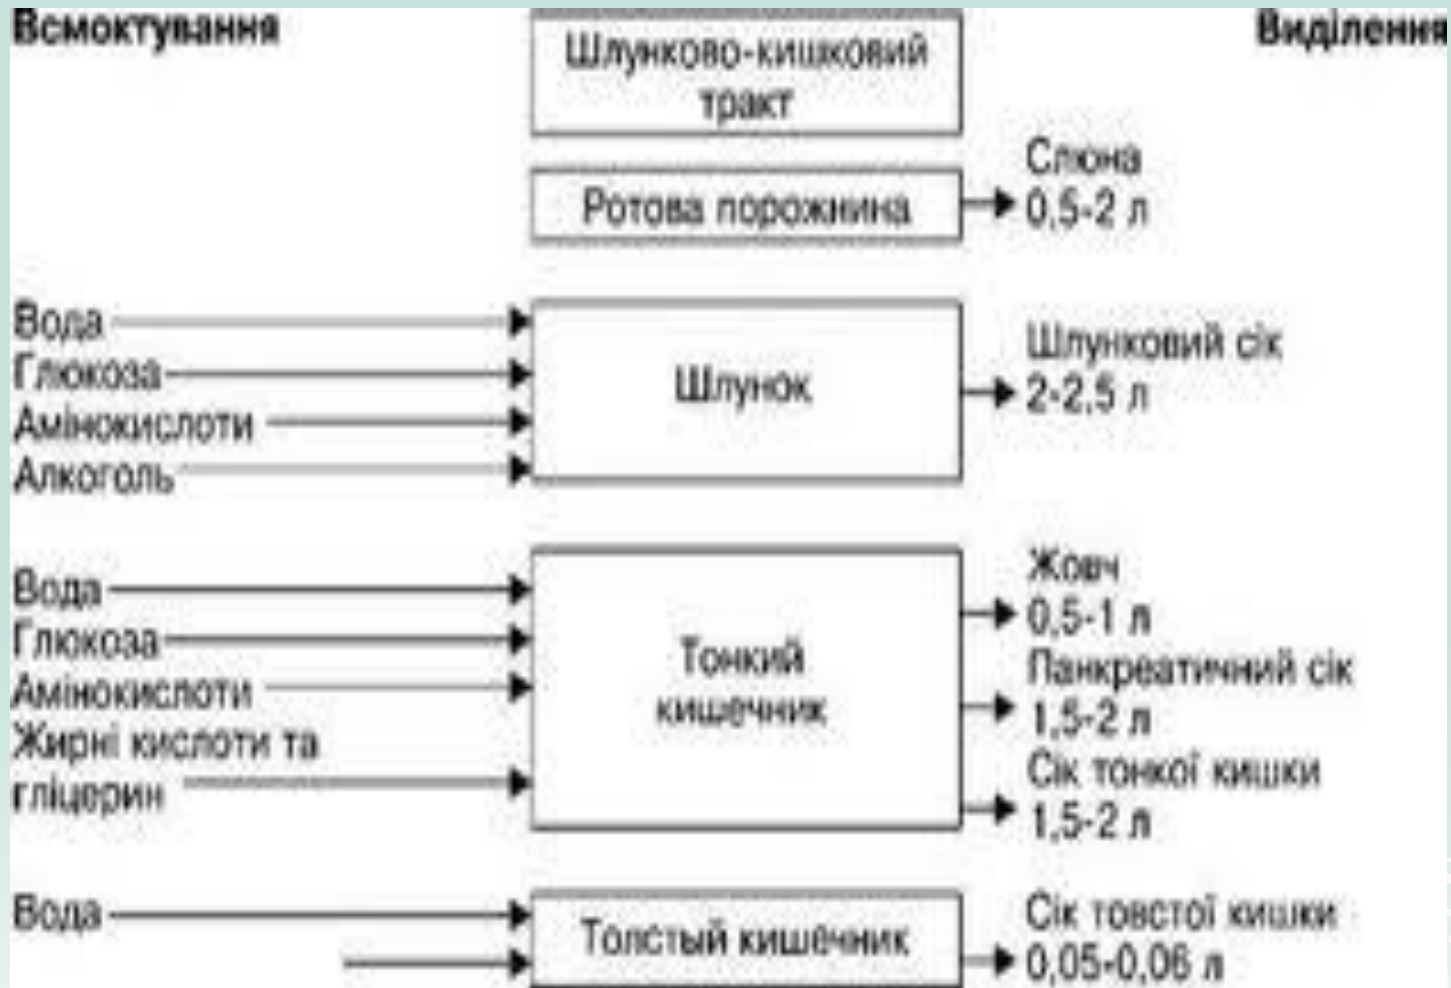 Всмоктування
Виділення
Шлунково-кишковий
тракт
Ротова порожнина
Слюна
0,5-2 л
Вода
Глюкоза
Амінокислоти
Алкоголь
Шлунок
Шлунковий сік
2-2,5 л
Вода
Глюкоза
Амінокислоти
Жирні кислоти та
гліцерин
Тонкий
кишечник
Жовч
0,5-1 л
Панкреатичний сік
1,5-2 л
Сік тонкої кишки
1,5-2 л
Вода
Толстый кишечник
Сік товстої кишки
0,05-0,06 л